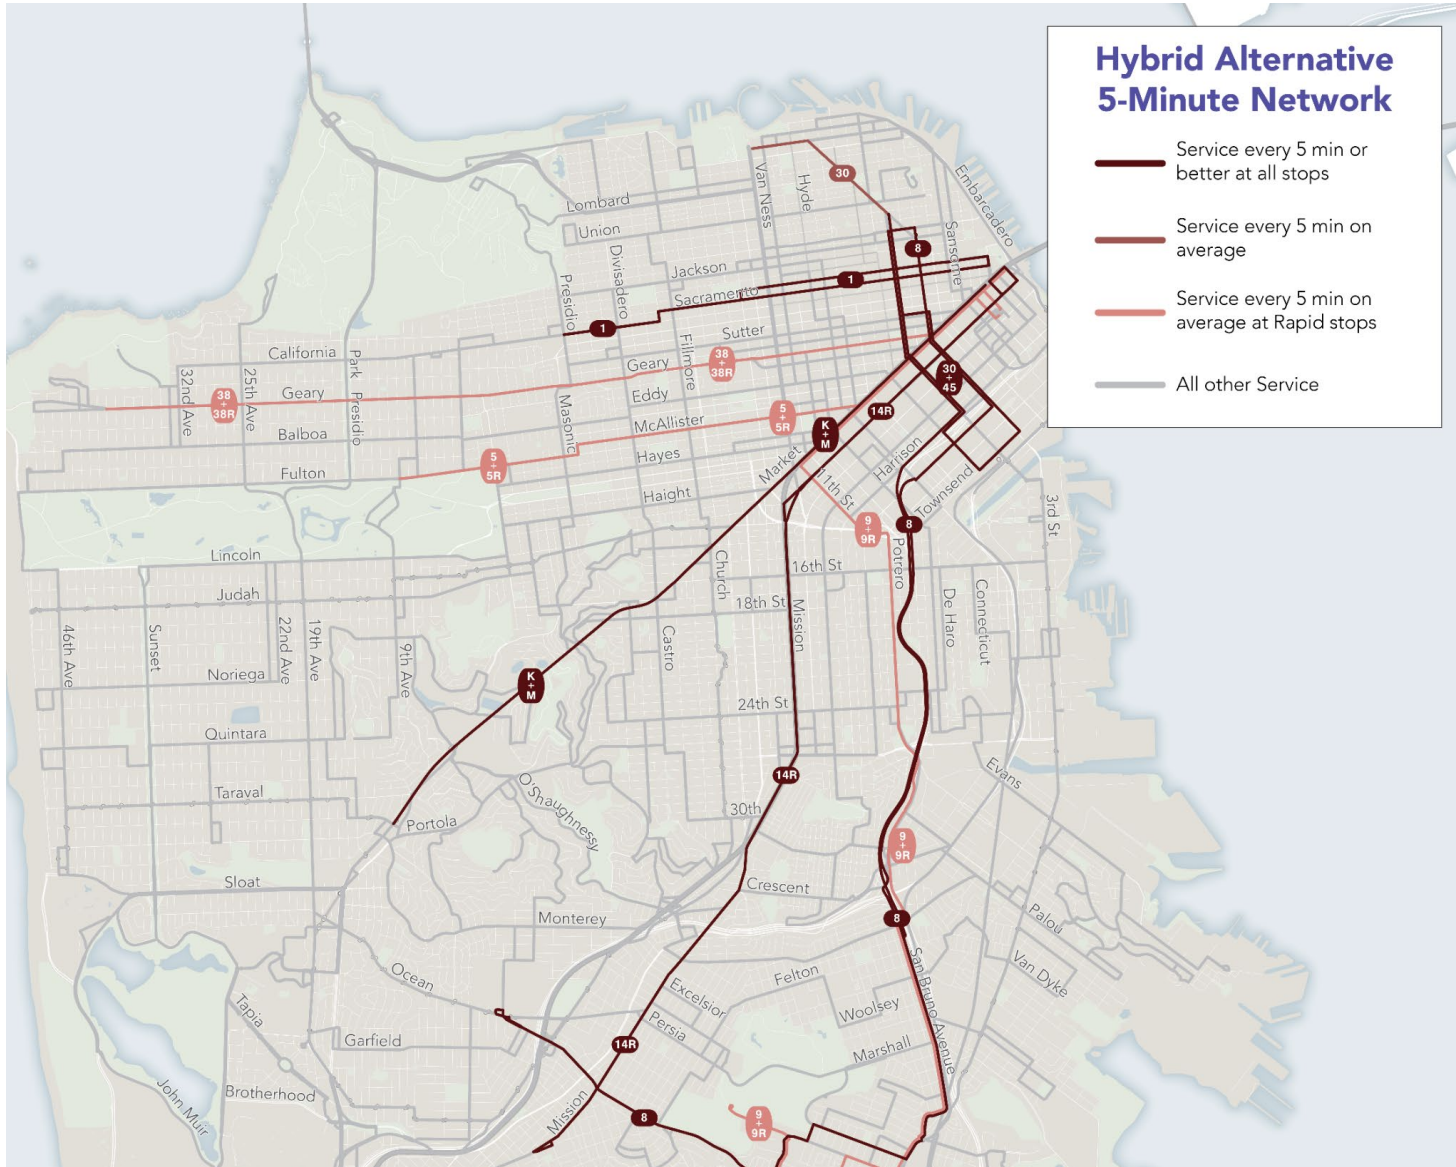 Hybrid Alternative
5-Minute Network
Service every 5 min or
better at all stops
Service every 5 min on
average
Service every 5 min on
average at Rapid stops
All other Service
30
Embarcadero
Van Ness
Hyde
Lombard
Union
Sansome
8
Divisadero
Jackson
1
Presidio
Sacramento
1
Sutter
California
Fillmore
38
+
38R
Geary
32nd Ave
25th Ave
Park Presidio
Geary
38
+
38R
Eddy
30
+
45
Masonic
McAllister
5
+
5R
14R
Balboa
K
+
M
Hayes
Fulton
5
+
5R
Market
Harrison
11th St
Haight
Townsend
3rd St
9
+
9R
8
Lincoln
Potrero
16th St
Church
Judah
18th St
Mission
De Haro
Connecticut
46th Ave
Sunset
22nd Ave
19th Ave
9th Ave
Castro
Noriega
K
+
M
24th St
Quintara
14R
Evans
Taraval
O'Shaughnessy
30th
Portola
9
+
9R
Sloat
Crescent
Monterey
8
Palou
San Bruno Avenue
Van Dyke
Ocean
Felton
Excelsior
Woolsey
Tapia
Persia
Garfield
14R
Marshall
Brotherhood
John Muir
Mission
8
9
+
9R